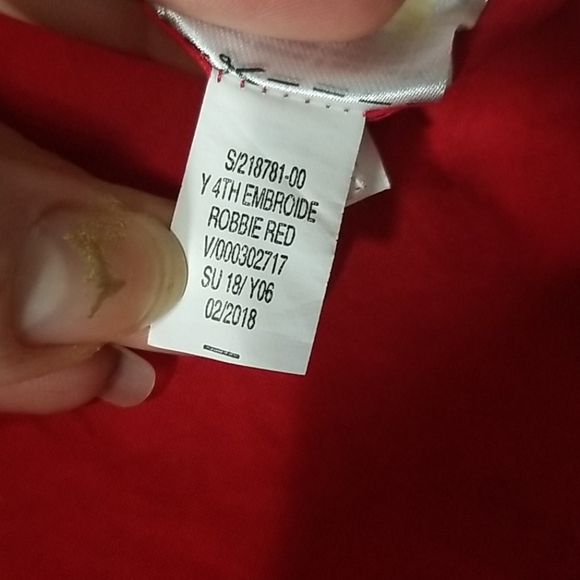 S/218781-00
Y 4TH EMBROIDE
ROBBIE RED
V/000302717
SU 18/ Y06
02/2018